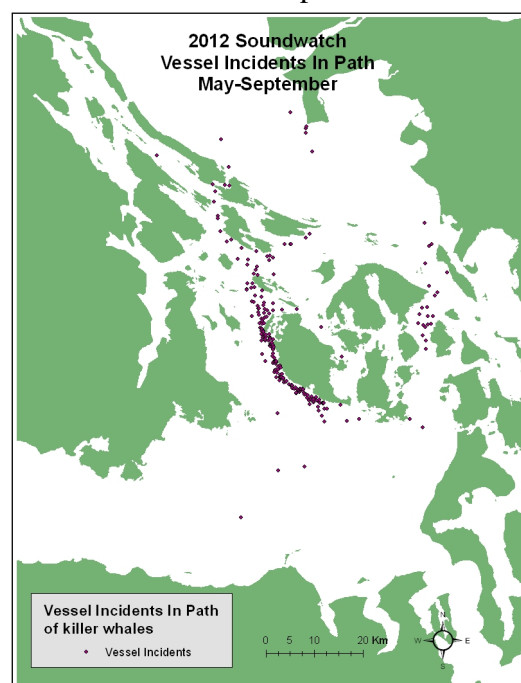 2012 Soundwatch
Vessel Incidents In Path
May-September
Vessel Incidents In Path
of killer whales
Vessel Incidents
0 5 10 20 Km
N
W E
S